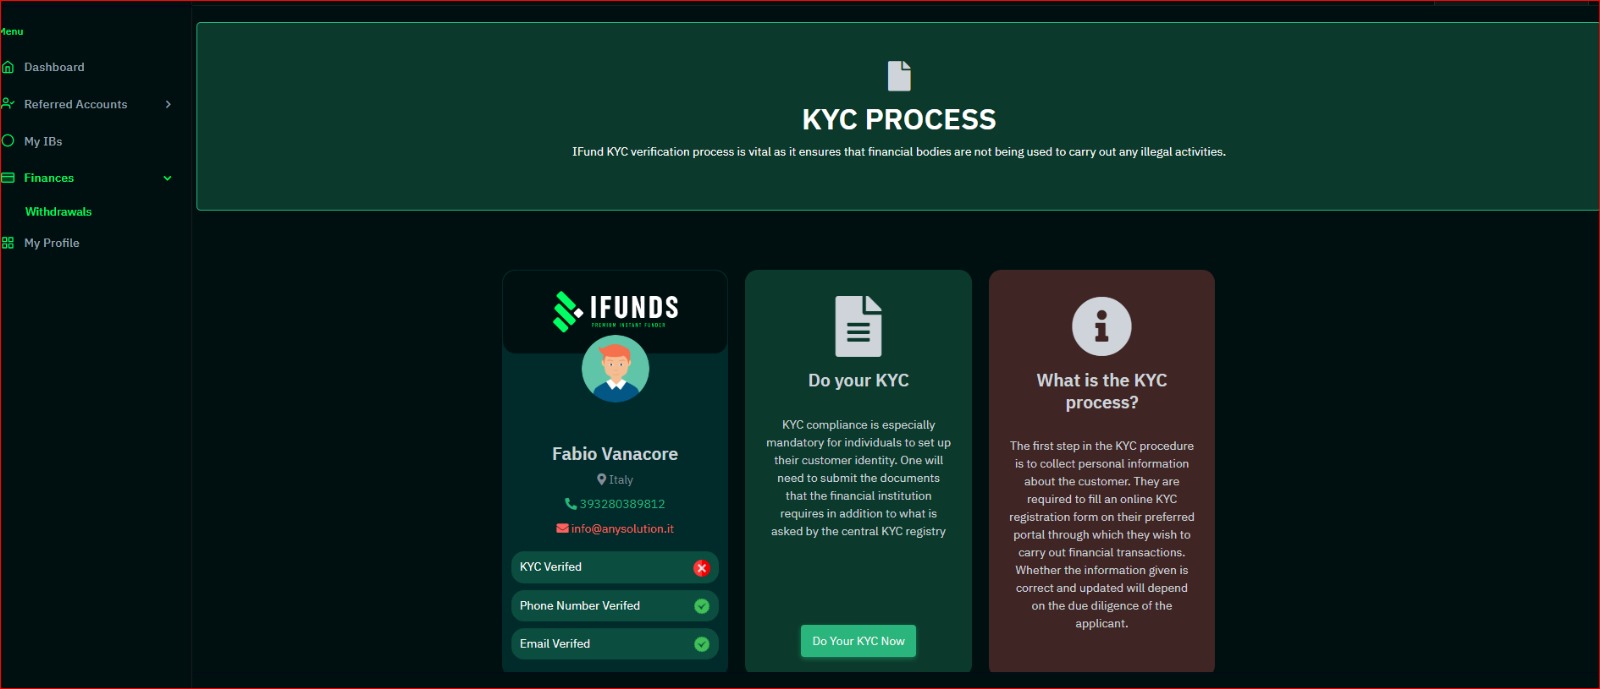 Menu
Dashboard
Referred Accounts
My IBs
Finances
Withdrawals
My Profile
KYC PROCESS
IFund KYC verification process is vital as it ensures that financial bodies are not being used to carry out any illegal activities.
IFUNDS
PREMIUM INSTANT FUNDER
Fabio Vanacore
Italy
393280389812
info@anysolution.it
KYC Verifed
Phone Number Verifed
Email Verifed
Do your KYC
KYC compliance is especially
mandatory for individuals to set up
their customer identity. One will
need to submit the documents
that the financial institution
requires in addition to what is
asked by the central KYC registry
Do Your KYC Now
What is the KYC
process?
The first step in the KYC procedure
is to collect personal information
about the customer. They are
required to fill an online KYC
registration form on their preferred
portal through which they wish to
carry out financial transactions.
Whether the information given is
correct and updated will depend
on the due diligence of the
applicant.